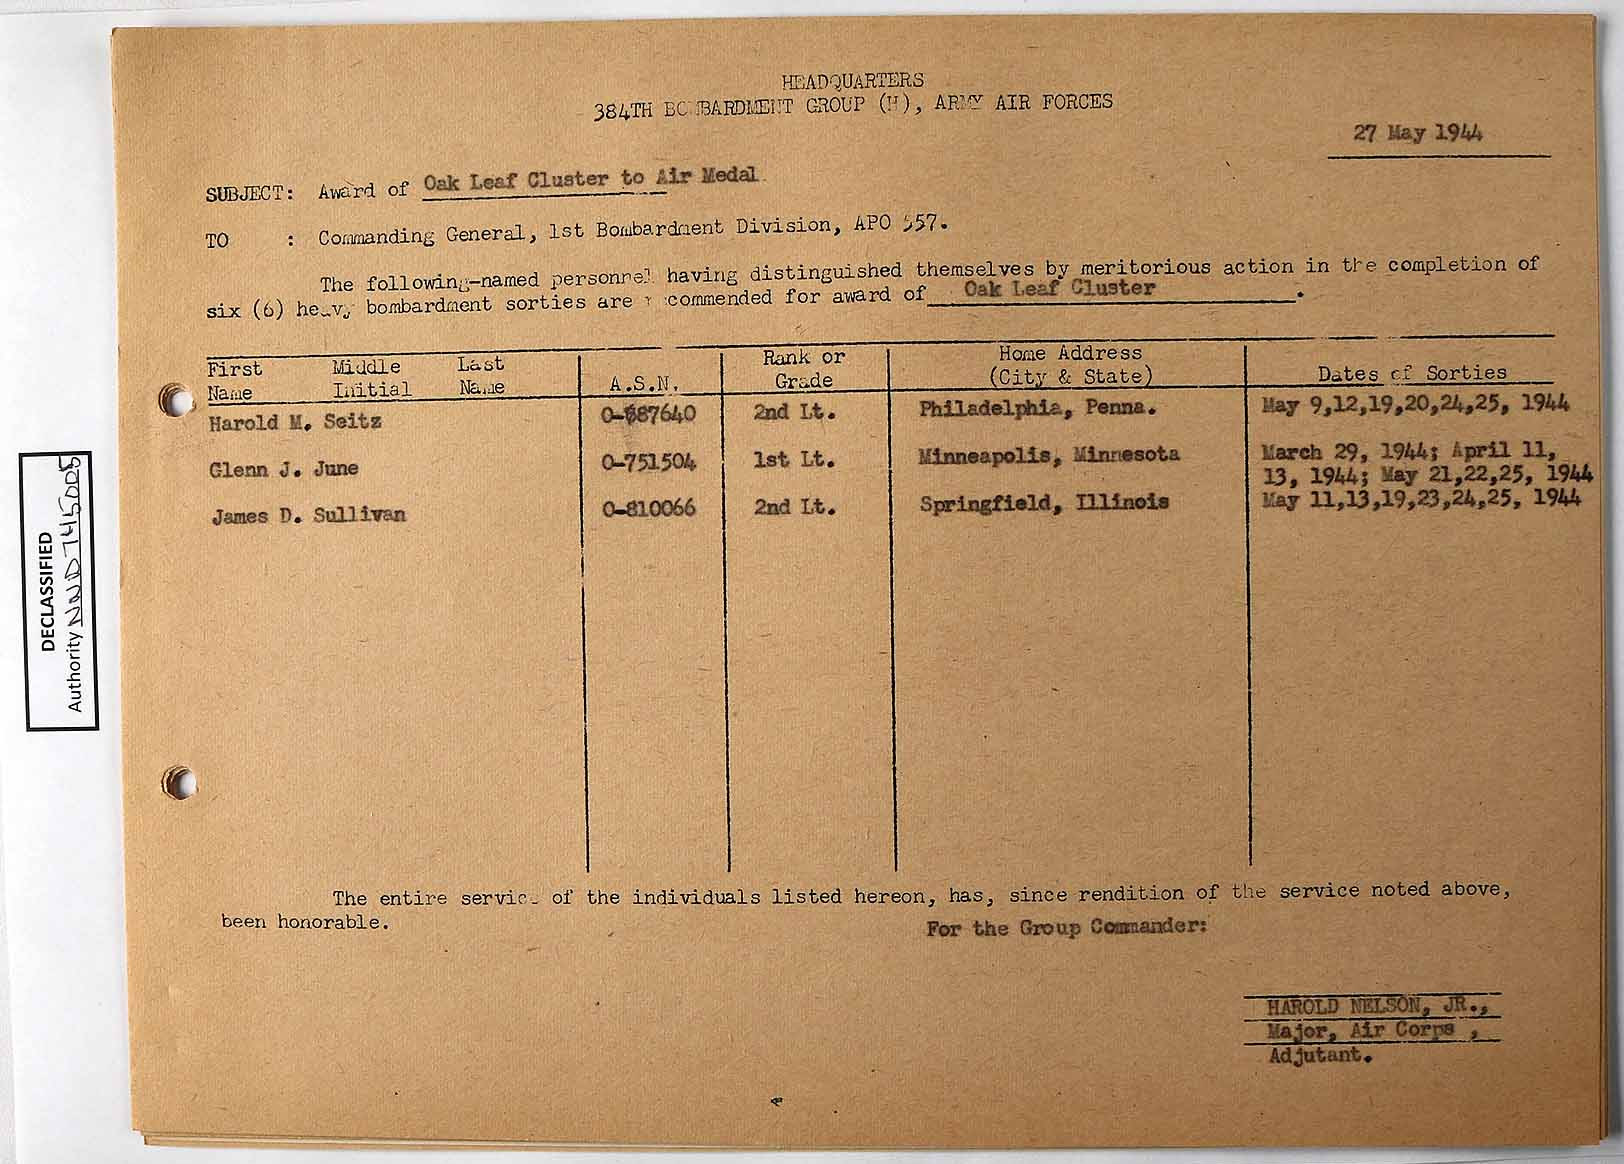 HEADQUARTERS
384TH BOMBARDMENT GROUP (H), ARMY AIR FORCES
27 May 1944
SUBJECT: Award of Oak Leaf Cluster to Air Medal.
TO : Commanding General, 1st Bombardment Division, APO 557.
The following-named personnel having distinguished themselves by meritorious action in the completion of
six (6) heavy bombardment sorties are recommended for award of Oak Leaf Cluster.
First Middle Last Rank or Home Address
Name Initial Name A.S.N. Grade (City & State) Dates of Sorties
Harold M. Seitz O-687640 2nd Lt. Philadelphia, Penna. May 9,12,19,20,24,25, 1944
Glenn J. June O-751504 1st Lt. Minneapolis, Minnesota March 29, 1944; April 11,
13, 1944; May 21,22,25, 1944
James D. Sullivan O-810066 2nd Lt. Springfield, Illinois May 11,13,19,23,24,25, 1944
The entire service of the individuals listed hereon, has, since rendition of the service noted above,
been honorable.
For the Group Commander:
HAROLD NELSON, JR.,
Major, Air Corps ,
Adjutant.
DECLASSIFIED
Authority NND745005